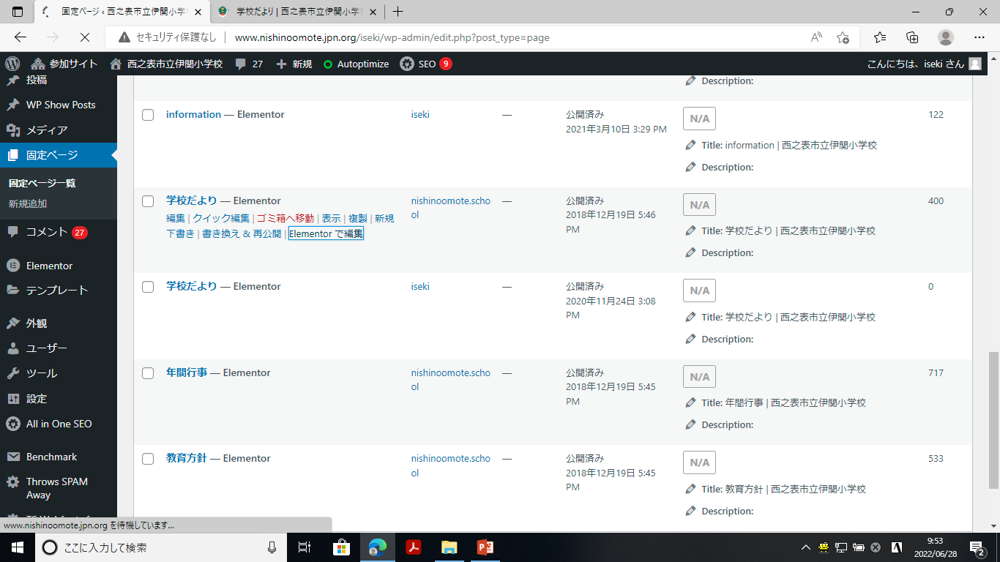 固定ページ ‹ 西之表市立伊関小学
学校だより | 西之表市立伊関小学
セキュリティ保護なし
www.nishinoomote.jpn.org/iseki/wp-admin/edit.php?post_type=page
参加サイト
西之表市立伊関小学校
27
新規
Autoptimize
SEO 9
こんにちは、iseki さん
投稿
WP Show Posts
メディア
固定ページ
固定ページ一覧
新規追加
コメント 27
Elementor
テンプレート
外観
ユーザー
ツール
設定
All in One SEO
Benchmark
Throws SPAM
Away
Description:
information — Elementor
iseki
—
公開済み
2021年3月10日 3:29 PM
N/A
Title: information | 西之表市立伊関小学校
Description:
122
学校だより — Elementor
編集 | クイック編集 | ゴミ箱へ移動 | 表示 | 複製 | 新規
下書き | 書き換え & 再公開 | Elementor で編集
nishinoomote.scho
ol
—
公開済み
2018年12月19日 5:46
PM
N/A
Title: 学校だより | 西之表市立伊関小学校
Description:
400
学校だより — Elementor
iseki
—
公開済み
2020年11月24日 3:08
PM
N/A
Title: 学校だより | 西之表市立伊関小学校
Description:
0
年間行事 — Elementor
nishinoomote.scho
ol
—
公開済み
2018年12月19日 5:45
PM
N/A
Title: 年間行事 | 西之表市立伊関小学校
Description:
717
教育方針 — Elementor
nishinoomote.scho
ol
—
公開済み
2018年12月19日 5:45
PM
N/A
Title: 教育方針 | 西之表市立伊関小学校
Description:
533
www.nishinoomote.jpn.org を待機しています...
ここに入力して検索
A
9:53
2022/06/28
2